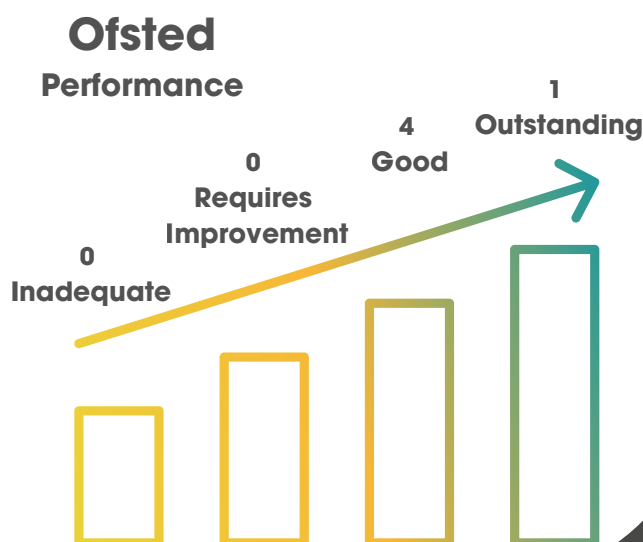 Ofsted
Performance
1
Outstanding
4
Good
0
Requires
Improvement
0
Inadequate